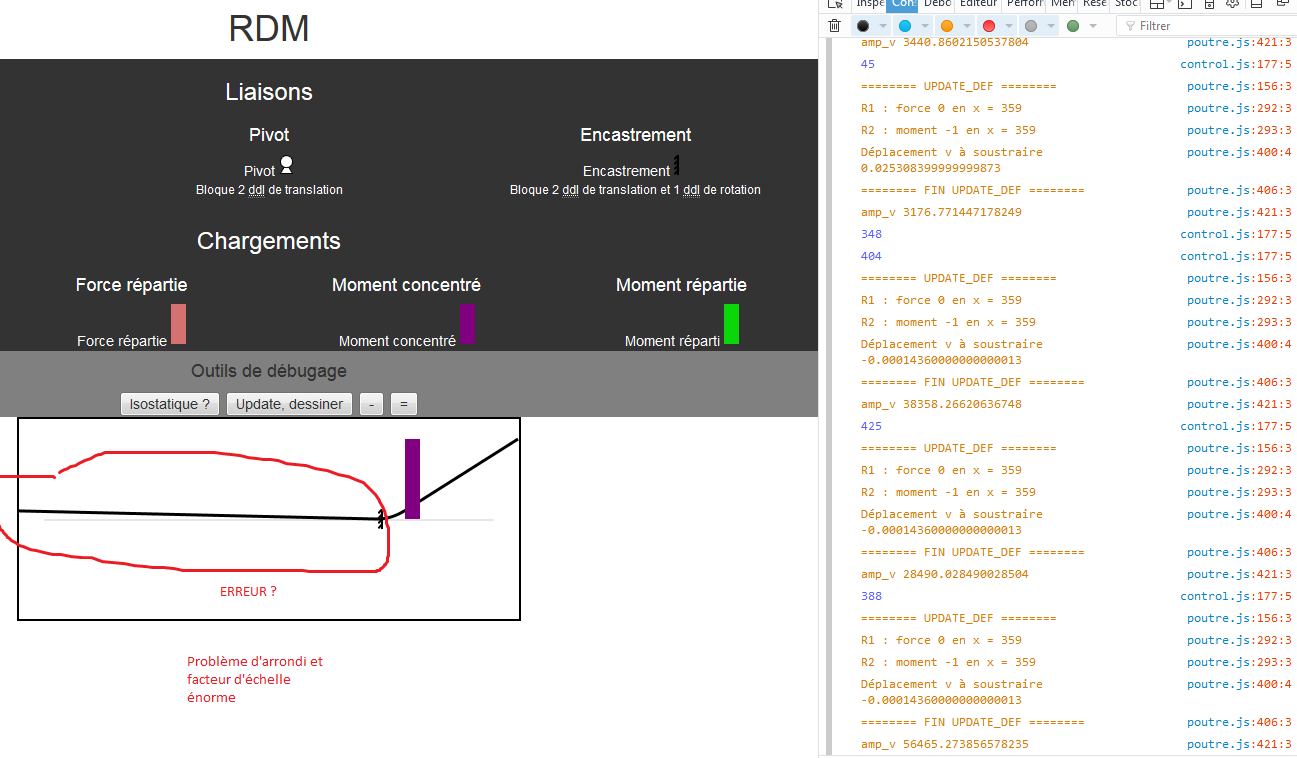 RDM
Liaisons
Pivot
Pivot
Bloque 2 ddl de translation
Encastrement
Encastrement
Bloque 2 ddl de translation et 1 ddl de rotation
Chargements
Force répartie
Force répartie
Moment concentré
Moment concentré
Moment répartie
Moment réparti
Outils de débugage
Isostatique ? Update, dessiner - =
ERREUR ?
Problème d'arrondi et
facteur d'échelle
énorme
Filtrer
amp_v 3440.8602150537804 poutre.js:421:3
45 control.js:177:5
======== UPDATE_DEF ======== poutre.js:156:3
R1 : force 0 en x = 359 poutre.js:292:3
R2 : moment -1 en x = 359 poutre.js:293:3
Déplacement v à soustraire poutre.js:400:4
0.025308399999999873
======== FIN UPDATE_DEF ======== poutre.js:406:3
amp_v 3176.771447178249 poutre.js:421:3
348 control.js:177:5
404 control.js:177:5
======== UPDATE_DEF ======== poutre.js:156:3
R1 : force 0 en x = 359 poutre.js:292:3
R2 : moment -1 en x = 359 poutre.js:293:3
Déplacement v à soustraire poutre.js:400:4
-0.00014360000000000013
======== FIN UPDATE_DEF ======== poutre.js:406:3
amp_v 38358.26620636748 poutre.js:421:3
425 control.js:177:5
======== UPDATE_DEF ======== poutre.js:156:3
R1 : force 0 en x = 359 poutre.js:292:3
R2 : moment -1 en x = 359 poutre.js:293:3
Déplacement v à soustraire poutre.js:400:4
-0.00014360000000000013
======== FIN UPDATE_DEF ======== poutre.js:406:3
amp_v 28490.028490028504 poutre.js:421:3
388 control.js:177:5
======== UPDATE_DEF ======== poutre.js:156:3
R1 : force 0 en x = 359 poutre.js:292:3
R2 : moment -1 en x = 359 poutre.js:293:3
Déplacement v à soustraire poutre.js:400:4
-0.00014360000000000013
======== FIN UPDATE_DEF ======== poutre.js:406:3
amp_v 56465.273856578235 poutre.js:421:3